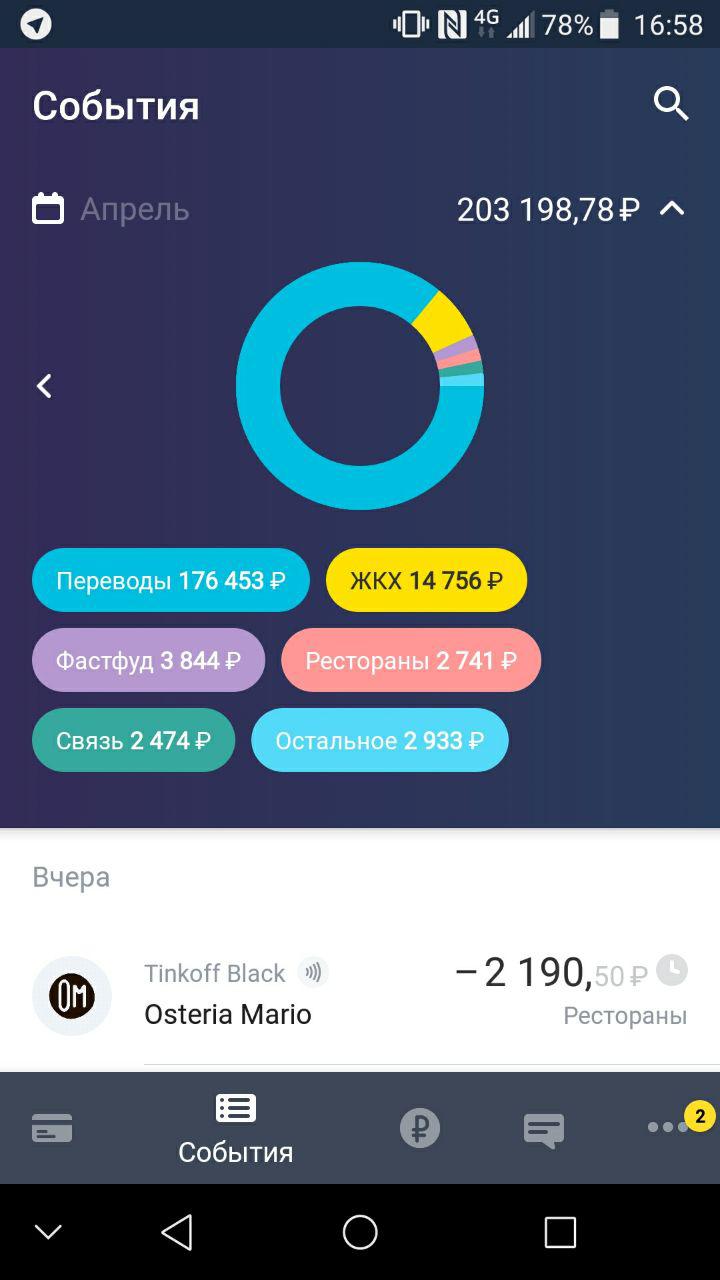 4G 78% 16:58
События
Апрель 203 198,78 ₽
Переводы 176 453 ₽ ЖКХ 14 756 ₽
Фастфуд 3 844 ₽ Рестораны 2 741 ₽
Связь 2 474 ₽ Остальное 2 933 ₽
Вчера
Tinkoff Black –2 190,50 ₽
OM Osteria Mario Рестораны
2
События